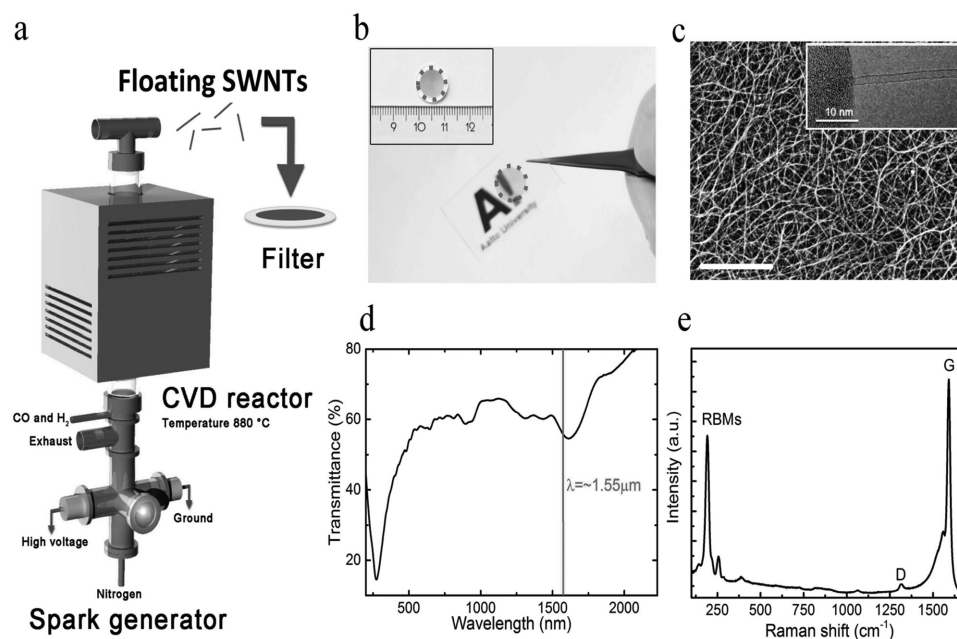 a
Floating SWNTs
Filter
CVD reactor
Temperature 880 °C
CO and H₂
Exhaust
High voltage
Ground
Nitrogen
Spark generator
b
9 10 11 12
A!
Aalto University
c
10 nm
d
Transmittance (%)
80
60
40
20
λ=~1.55μm
500 1000 1500 2000
Wavelength (nm)
e
Intensity (a.u.)
RBMs
G
D
250 500 750 1000 1250 1500
Raman shift (cm⁻¹)